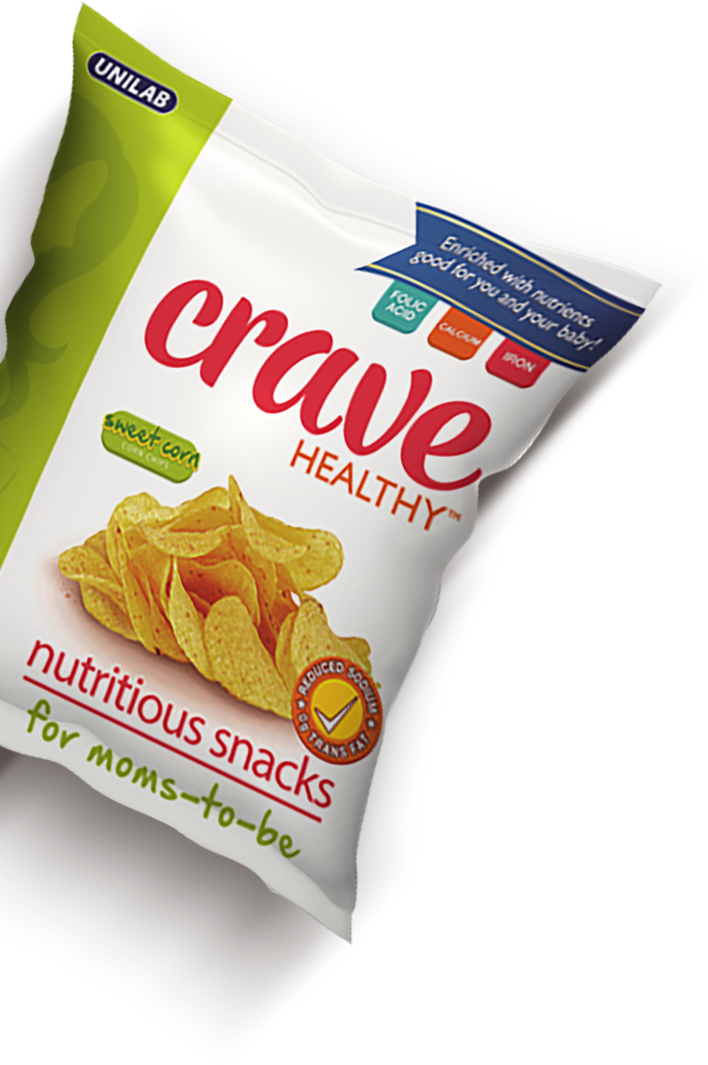 UNILAB
Enriched with nutrients
good for you and your baby!
FOLIC
ACID
CALCIUM
IRON
crave
HEALTHY™
sweet corn
CORN CHIPS
REDUCED SODIUM
0g TRANS FAT
nutritious snacks
for moms-to-be